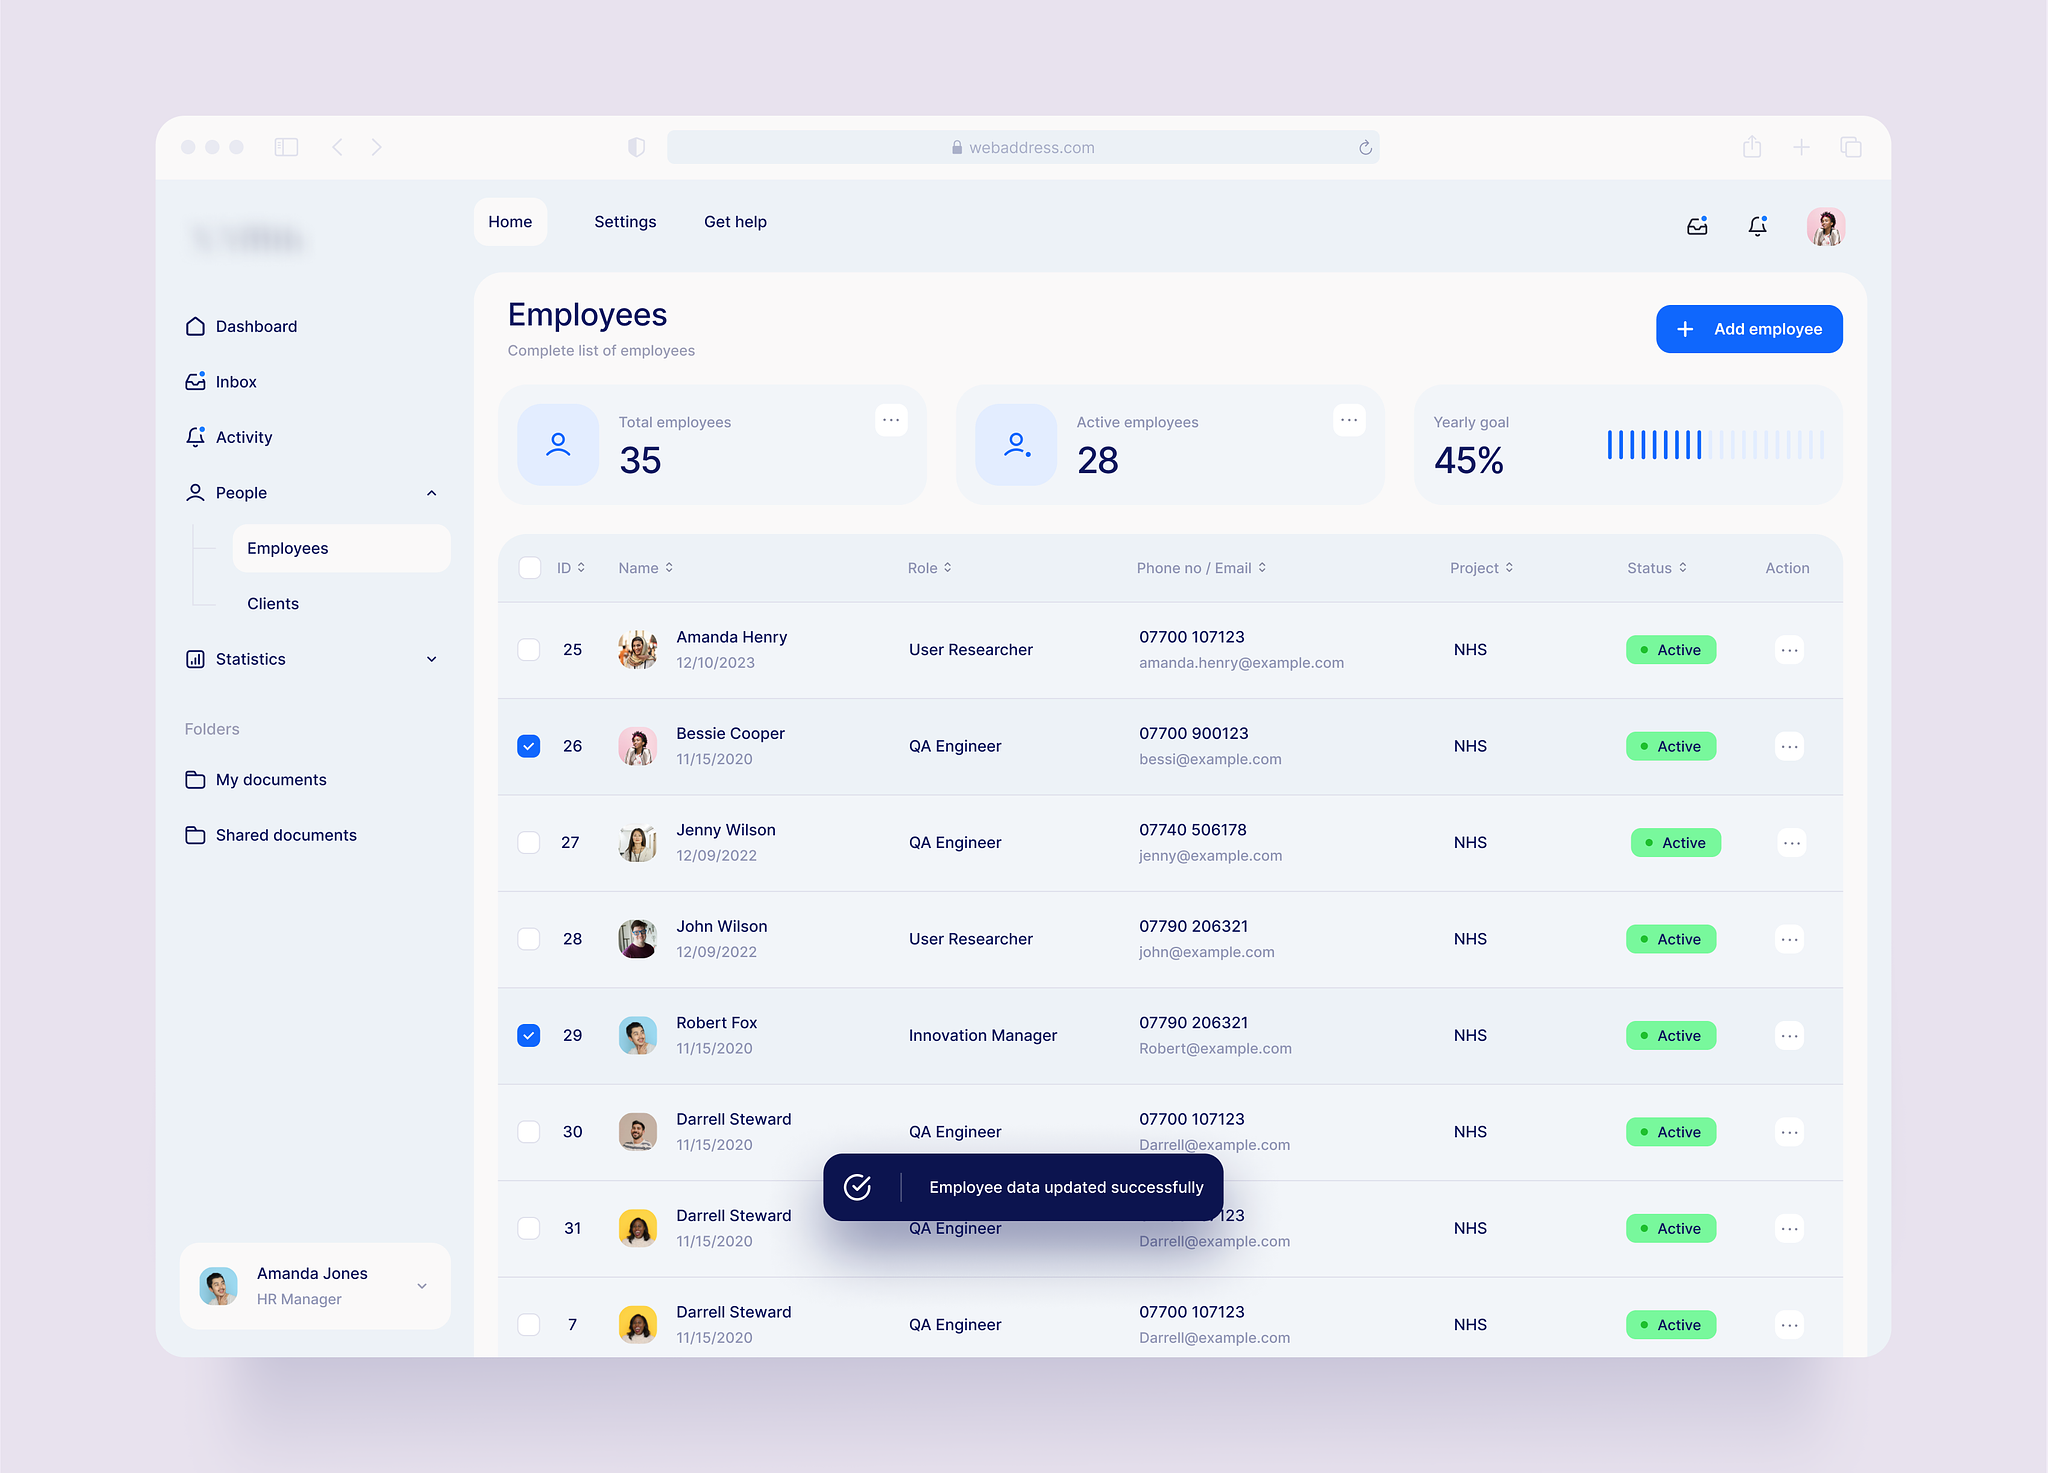 webaddress.com
Home
Settings
Get help
Dashboard
Inbox
Activity
People
Employees
Clients
Statistics
Folders
My documents
Shared documents
Amanda Jones
HR Manager
Employees
Complete list of employees
Add employee
Total employees
35
Active employees
28
Yearly goal
45%
ID Name Role Phone no / Email Project Status Action
25 Amanda Henry 12/10/2023 User Researcher 07700 107123 amanda.henry@example.com NHS Active
26 Bessie Cooper 11/15/2020 QA Engineer 07700 900123 bessi@example.com NHS Active
27 Jenny Wilson 12/09/2022 QA Engineer 07740 506178 jenny@example.com NHS Active
28 John Wilson 12/09/2022 User Researcher 07790 206321 john@example.com NHS Active
29 Robert Fox 11/15/2020 Innovation Manager 07790 206321 Robert@example.com NHS Active
30 Darrell Steward 11/15/2020 QA Engineer 07700 107123 Darrell@example.com NHS Active
Employee data updated successfully
31 Darrell Steward 11/15/2020 QA Engineer Darrell@example.com NHS Active
7 Darrell Steward 11/15/2020 QA Engineer 07700 107123 Darrell@example.com NHS Active